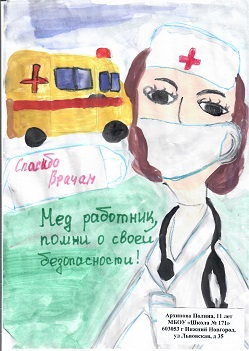 Спасибо
Врачам
Мед работник,
помни о своей
безопасности!
Архипова Полина, 11 лет
МБОУ «Школа № 171»
603053 г Нижний Новгород,
ул Львовская, д 35